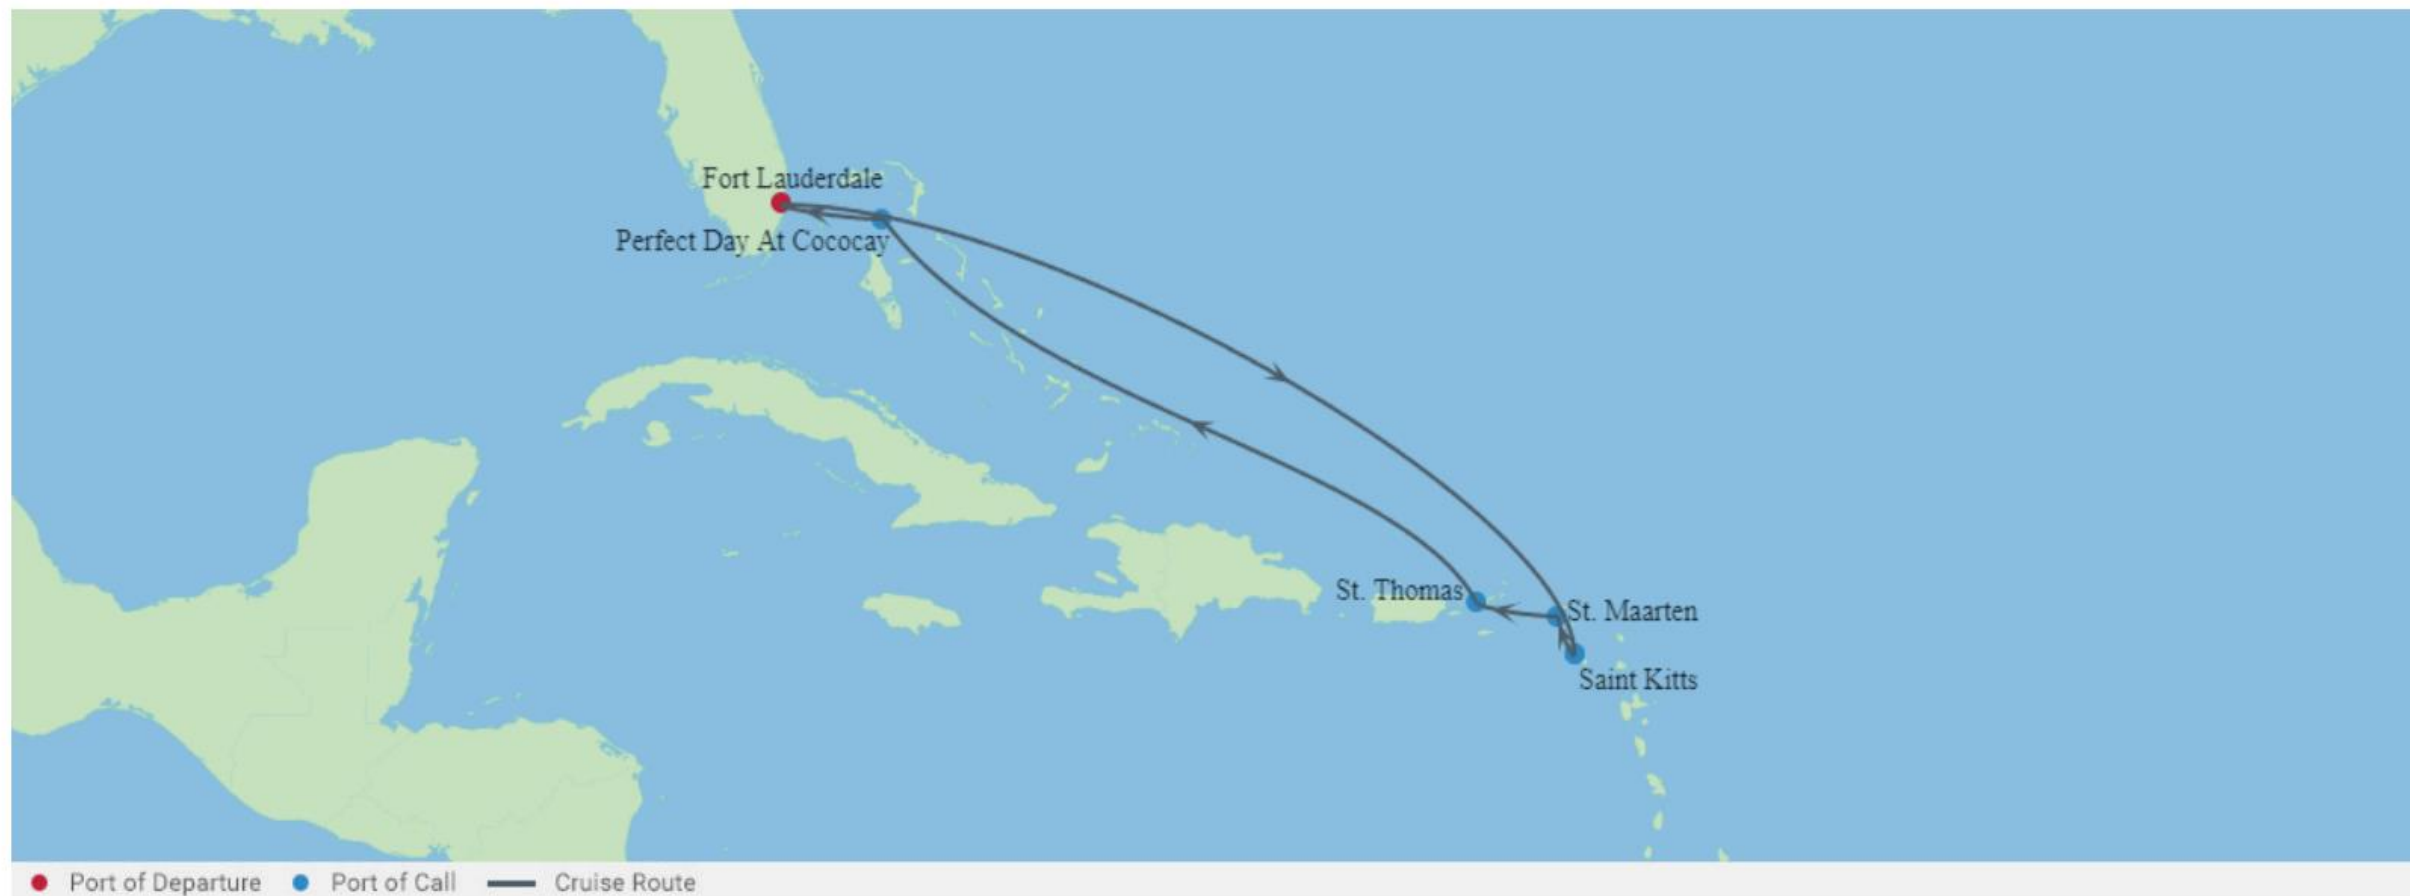 Fort Lauderdale
Perfect Day At Cococay
St. Thomas
St. Maarten
Saint Kitts
Port of Departure Port of Call Cruise Route